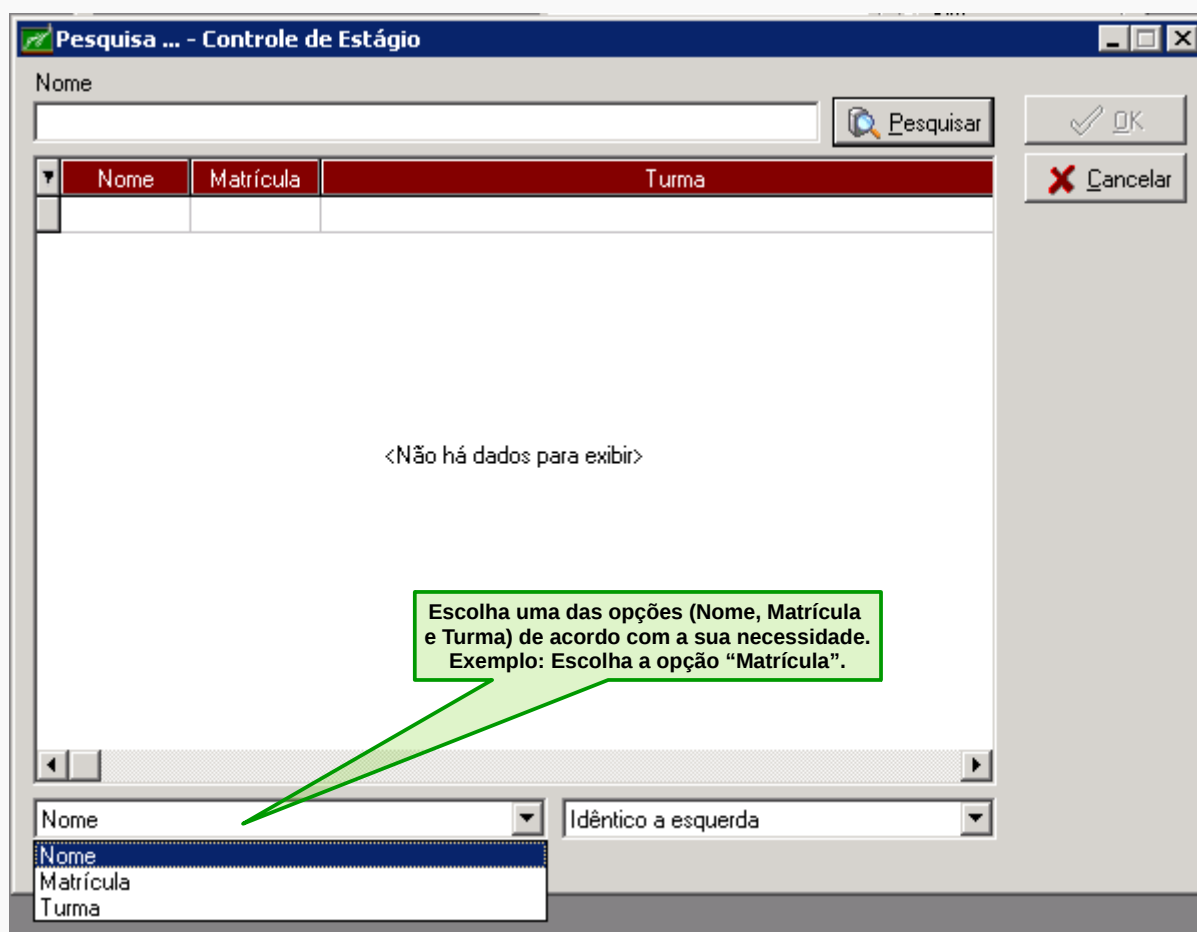 Pesquisa ... - Controle de Estágio
Nome
Pesquisar
OK
Cancelar
Nome Matrícula Turma
<Não há dados para exibir>
Escolha uma das opções (Nome, Matrícula
e Turma) de acordo com a sua necessidade.
Exemplo: Escolha a opção “Matrícula”.
Nome
Idêntico a esquerda
Nome
Matrícula
Turma